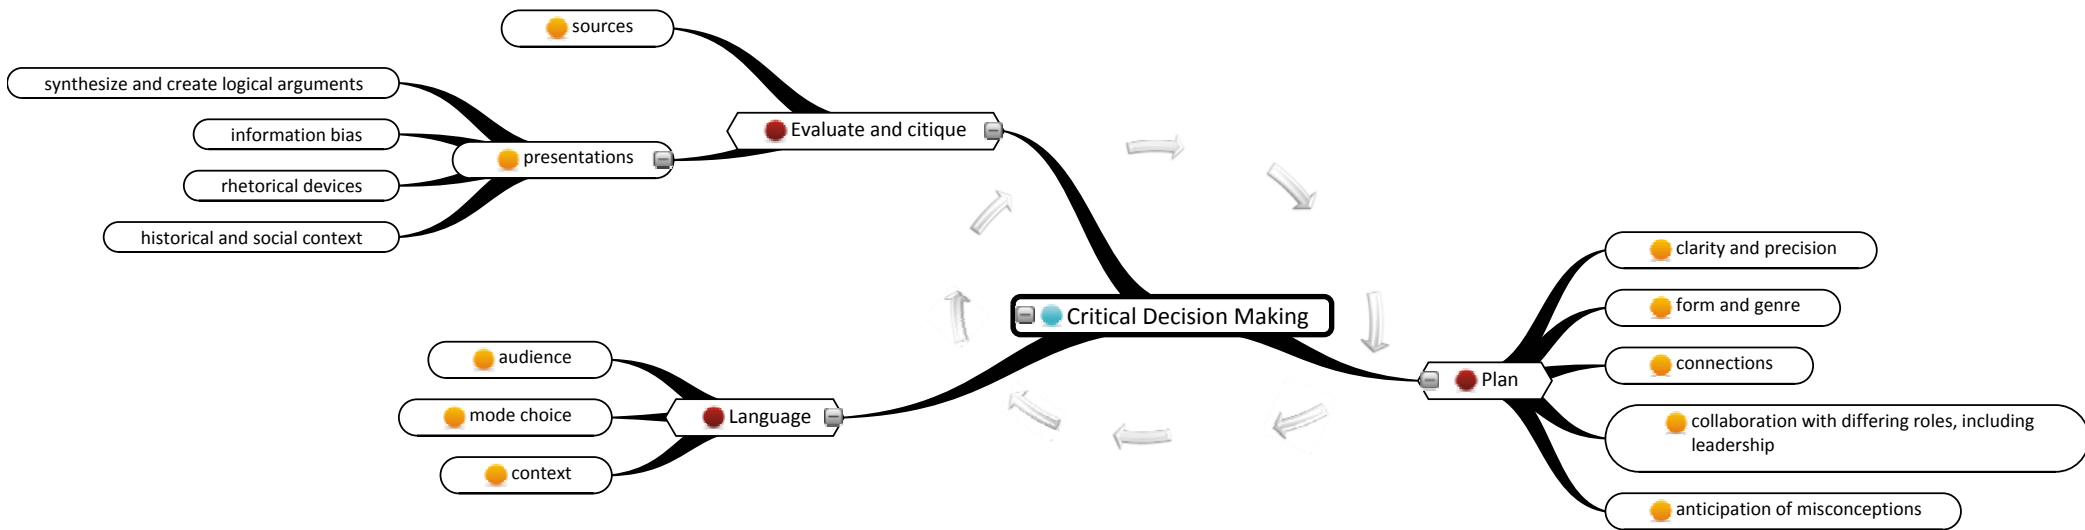 sources
synthesize and create logical arguments
information bias
rhetorical devices
historical and social context
presentations
Evaluate and citique
Critical Decision Making
audience
mode choice
context
Language
Plan
clarity and precision
form and genre
connections
collaboration with differing roles, including
leadership
anticipation of misconceptions